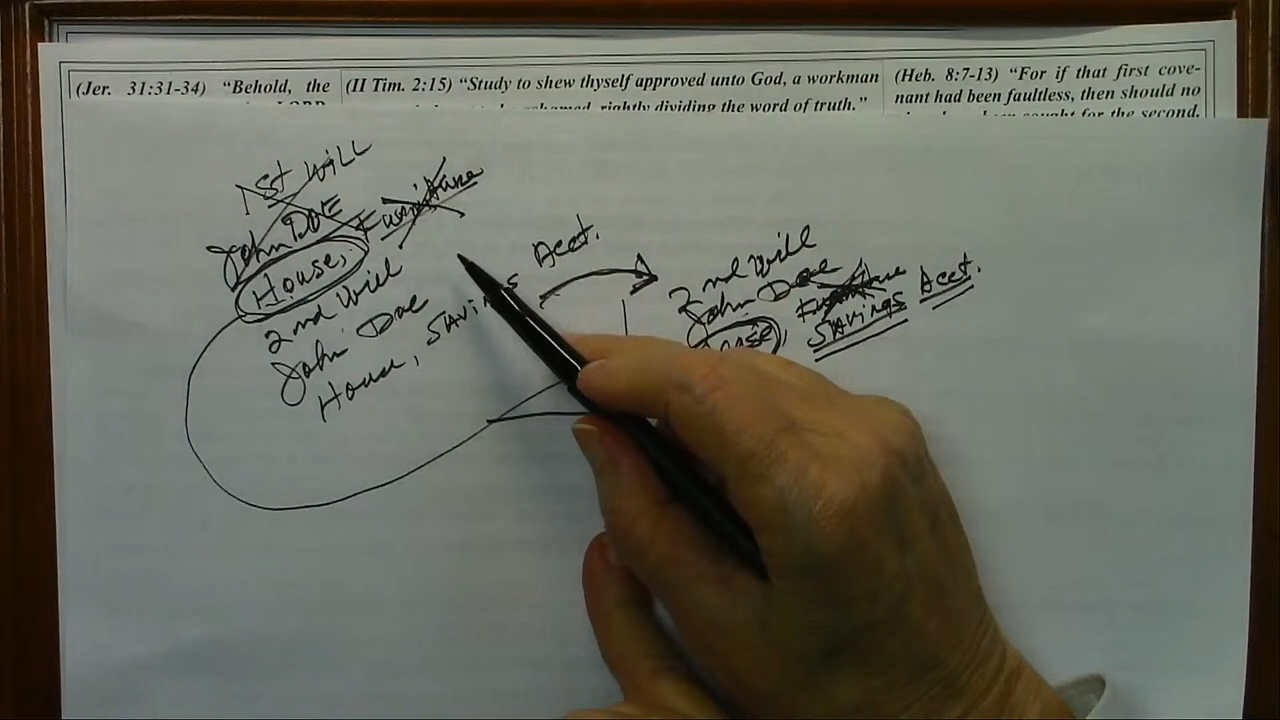 (Jer. 31:31-34) "Behold, the
(II Tim. 2:15) "Study to shew thyself approved unto God, a workman
rightly dividing the word of truth."
(Heb. 8:7-13) "For if that first cove-
nant had been faultless, then should no
sought for the second.
1st Will
John DOE
House, Furniture
2nd Will
John Doe
House, Savings Acct.
2nd Will
John Doe
Furniture
Savings Acct.